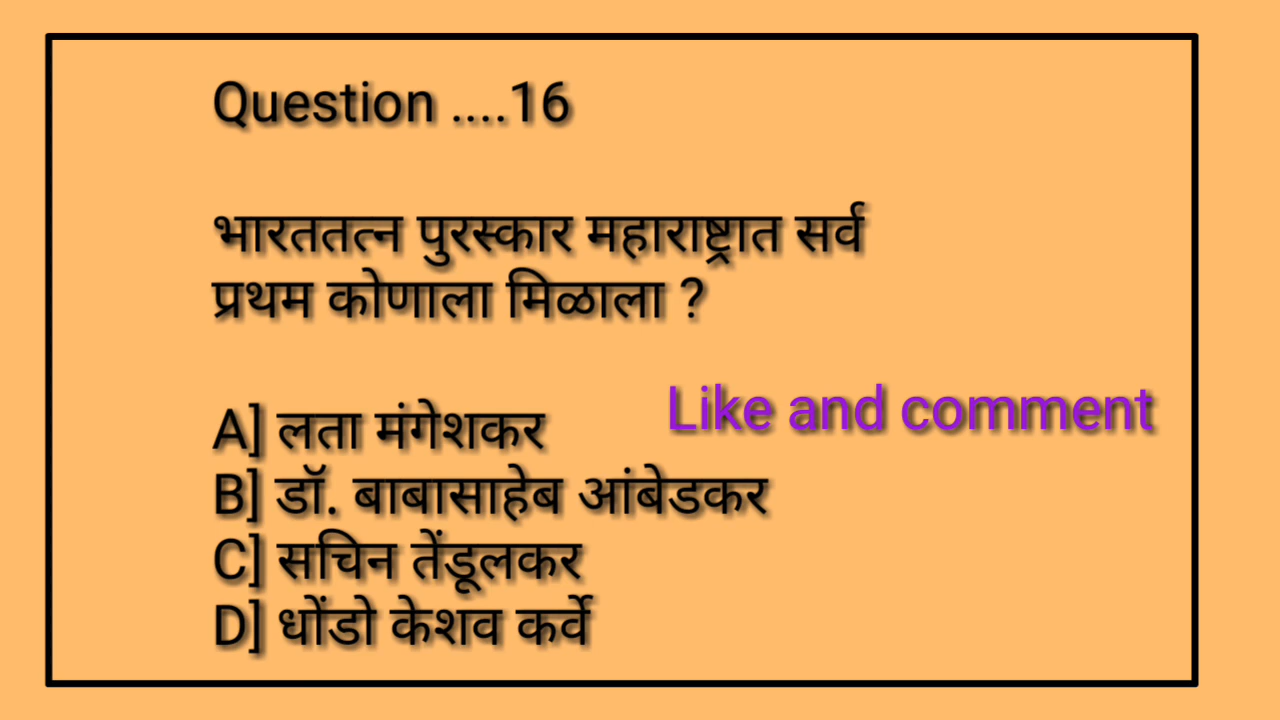 Question ....16
भारततत्न पुरस्कार महाराष्ट्रात सर्व
प्रथम कोणाला मिळाला ?
Like and comment
A] लता मंगेशकर
B] डॉ. बाबासाहेब आंबेडकर
C] सचिन तेंडूलकर
D] धोंडो केशव कर्वे